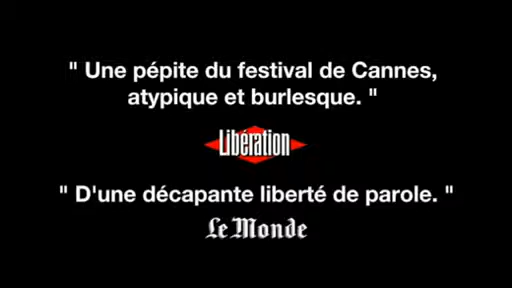 " Une pépite du festival de Cannes,
atypique et burlesque. "
Libération
" D'une décapante liberté de parole. "
Le Monde